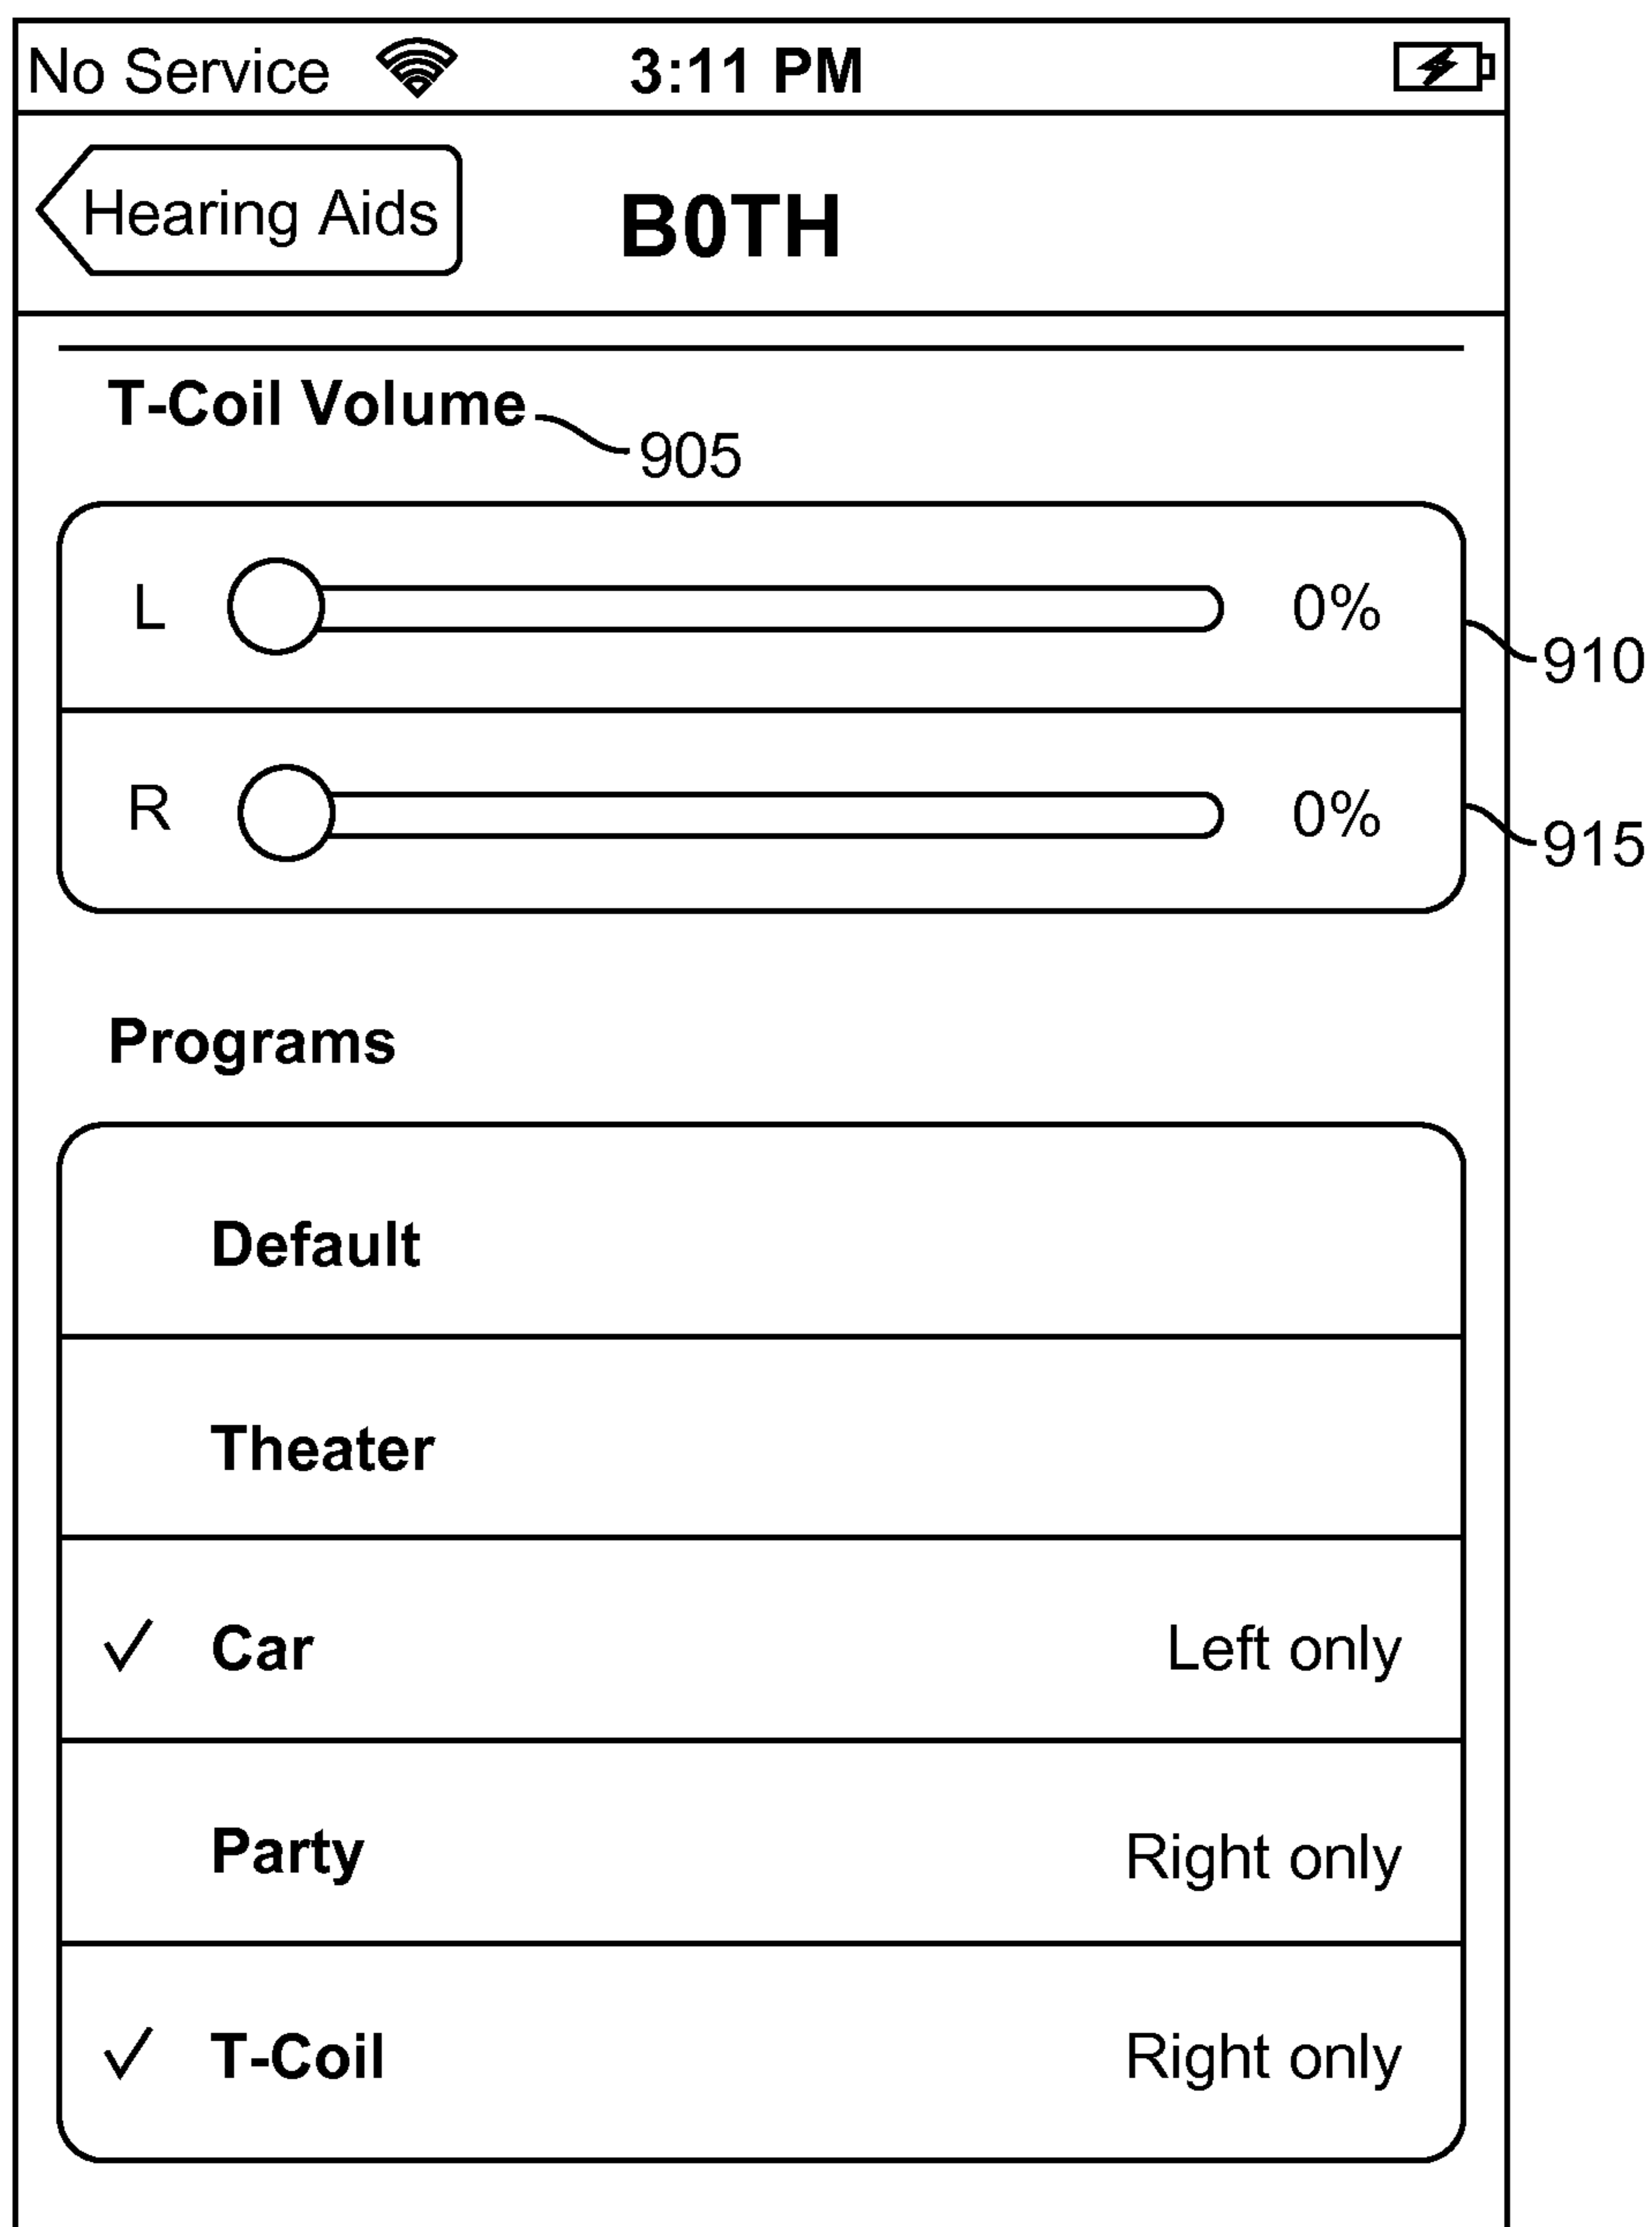 No Service 3:11 PM
Hearing Aids B0TH
T-Coil Volume
905
L 0%
910
R 0%
915
Programs
Default
Theater
✓ Car Left only
Party Right only
✓ T-Coil Right only